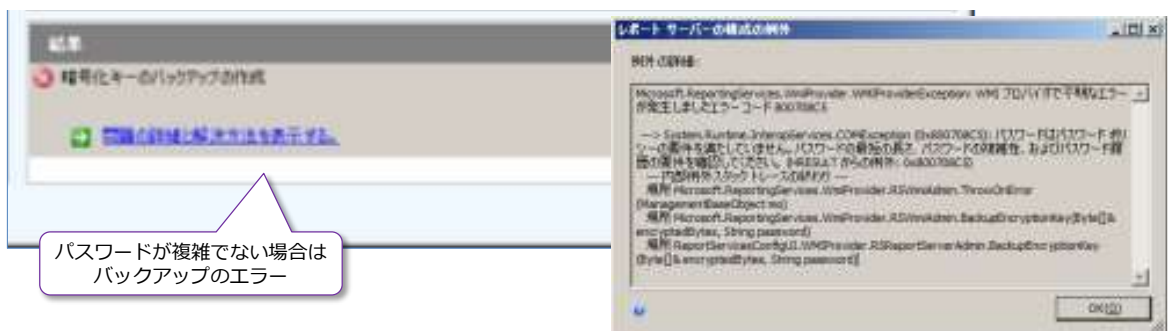 結果
暗号化キーのバックアップの作成
問題の詳細と解決方法を表示する。
パスワードが複雑でない場合は
バックアップのエラー
レポート サーバーの構成の例外
例外の詳細:
Microsoft.ReportingServices.WmiProvider.WMIProviderException: WMI プロバイダで不明なエラー
が発生しましたエラー コード 800708C5
---> System.Runtime.InteropServices.COMException (0x800708C5): パスワードはパスワード ポリ
シーの要件を満たしていません。パスワードの最短の長さ、パスワードの複雑性、およびパスワード履
歴の要件を確認してください。 (HRESULT からの例外: 0x800708C5)
--- 内部例外スタック トレースの終わり ---
場所 Microsoft.ReportingServices.WmiProvider.RSWmiAdmin.ThrowOnError
(ManagementBaseObject mo)
場所 Microsoft.ReportingServices.WmiProvider.RSWmiAdmin.BackupEncryptionKey(Byte[]&
encryptedBytes, String password)
場所 ReportServicesConfigUI.WMIProvider.RSReportServerAdmin.BackupEncryptionKey
(Byte[]& encryptedBytes, String password)
OK(O)